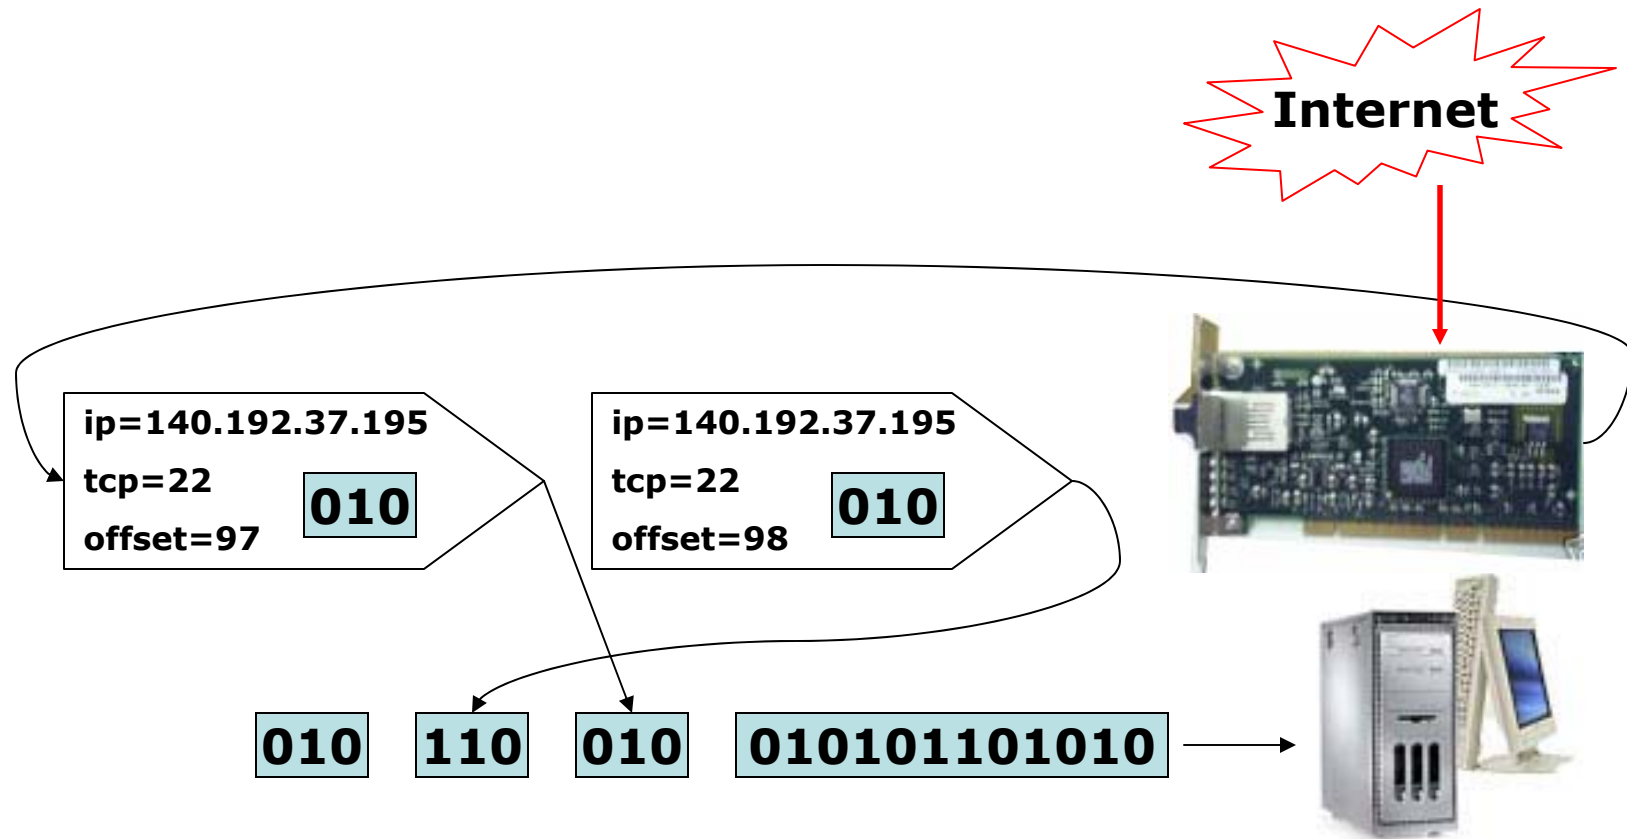 Internet
ip=140.192.37.195
tcp=22
010
offset=97
ip=140.192.37.195
tcp=22
010
offset=98
010 110 010 010101101010